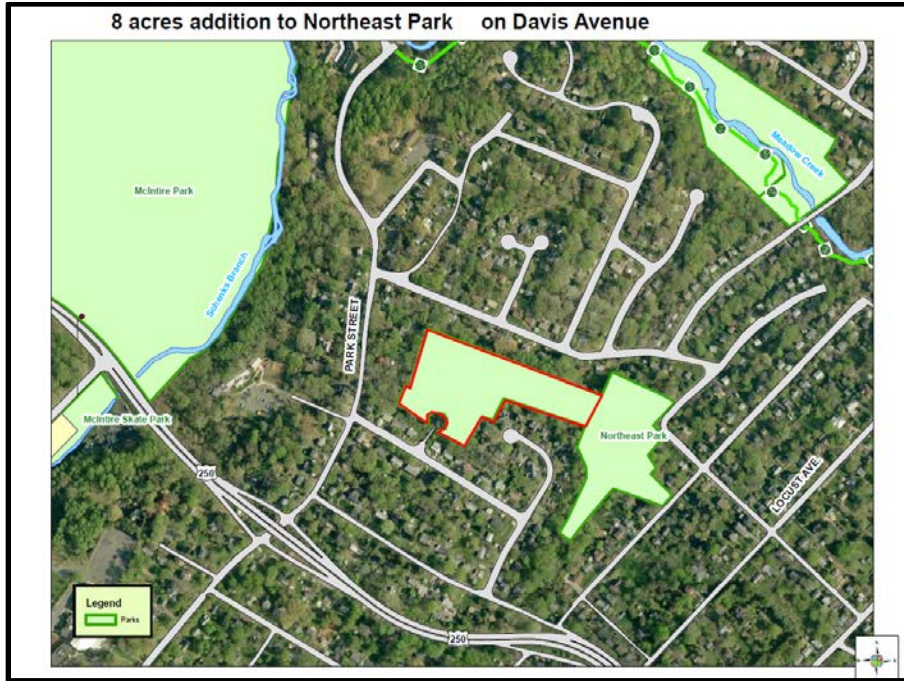 8 acres addition to Northeast Park on Davis Avenue
Meadow Creek
McIntire Park
Schenks Branch
PARK STREET
McIntire Skate Park
Northeast Park
250
LOCUST AVE.
Legend
Parks
250